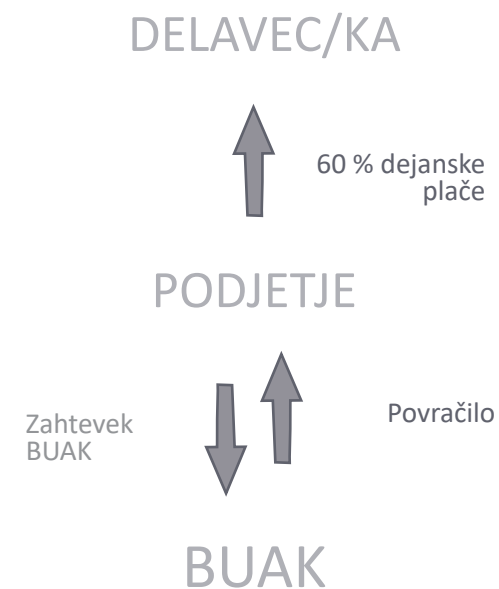 DELAVEC/KA
60 % dejanske
plače
PODJETJE
Zahtevek
BUAK
Povračilo
BUAK